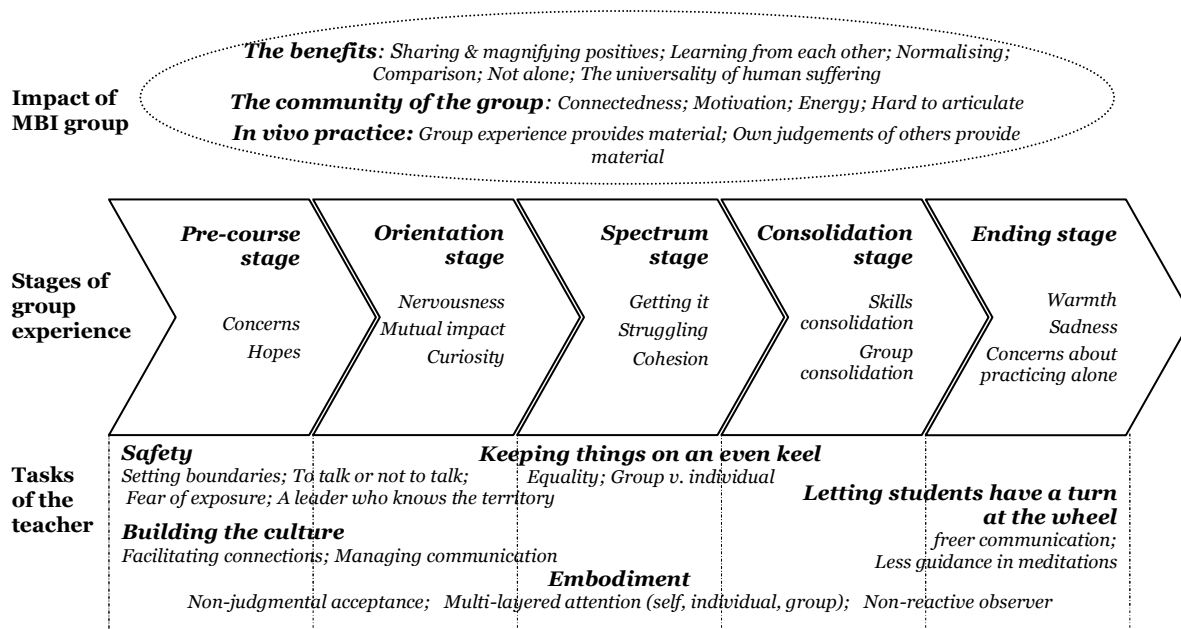 The benefits: Sharing & magnifying positives; Learning from each other; Normalising;
Comparison; Not alone; The universality of human suffering
The community of the group: Connectedness; Motivation; Energy; Hard to articulate
In vivo practice: Group experience provides material; Own judgements of others provide
material
Impact of
MBI group
Stages of
group
experience
Pre-course
stage
Concerns
Hopes
Orientation
stage
Nervousness
Mutual impact
Curiosity
Spectrum
stage
Getting it
Struggling
Cohesion
Consolidation
stage
Skills
consolidation
Group
consolidation
Ending stage
Warmth
Sadness
Concerns about
practicing alone
Tasks
of the
teacher
Safety
Setting boundaries; To talk or not to talk;
Fear of exposure; A leader who knows the territory
Building the culture
Facilitating connections; Managing communication
Keeping things on an even keel
Equality; Group v. individual
Letting students have a turn
at the wheel
freer communication;
Less guidance in meditations
Embodiment
Non-judgmental acceptance; Multi-layered attention (self, individual, group); Non-reactive observer